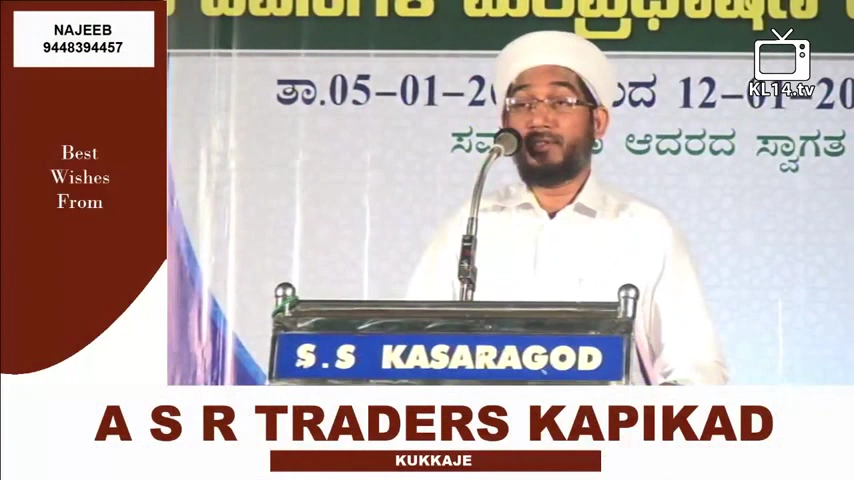 NAJEEB
9448394457
Best
Wishes
From
KL14.tv
ತಾ.05-01-20
ದ 12-01-20
ಆದರದ ಸ್ವಾಗತ
S.S KASARAGOD
A S R TRADERS KAPIKAD
KUKKAJE